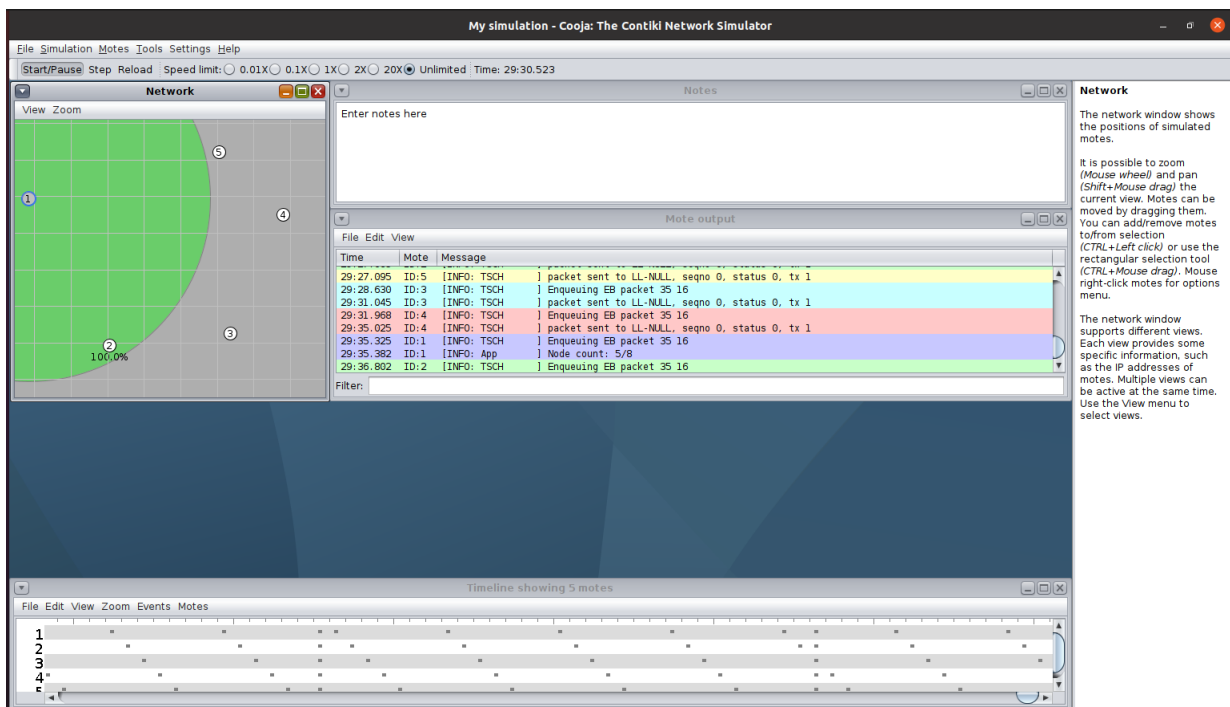 My simulation - Cooja: The Contiki Network Simulator
File Simulation Motes Tools Settings Help
Start/Pause Step Reload Speed limit: 0.01X 0.1X 1X 2X 20X Unlimited Time: 29:30.523
Network
View Zoom
5
1
4
3
2
100.0%
Notes
Enter notes here
Mote output
File Edit View
Time Mote Message
29:27.095 ID:5 [INFO: TSCH ] packet sent to LL-NULL, seqno 0, status 0, tx 1
29:28.630 ID:3 [INFO: TSCH ] Enqueuing EB packet 35 16
29:31.045 ID:3 [INFO: TSCH ] packet sent to LL-NULL, seqno 0, status 0, tx 1
29:31.968 ID:4 [INFO: TSCH ] Enqueuing EB packet 35 16
29:35.025 ID:4 [INFO: TSCH ] packet sent to LL-NULL, seqno 0, status 0, tx 1
29:35.325 ID:1 [INFO: TSCH ] Enqueuing EB packet 35 16
29:35.382 ID:1 [INFO: App ] Node count: 5/8
29:36.802 ID:2 [INFO: TSCH ] Enqueuing EB packet 35 16
Filter:
Network
The network window shows
the positions of simulated
motes.
It is possible to zoom
(Mouse wheel) and pan
(Shift+Mouse drag) the
current view. Motes can be
moved by dragging them.
You can add/remove motes
to/from selection
(CTRL+Left click) or use the
rectangular selection tool
(CTRL+Mouse drag). Mouse
right-click motes for options
menu.
The network window
supports different views.
Each view provides some
specific information, such
as the IP addresses of
motes. Multiple views can
be active at the same time.
Use the View menu to
select views.
Timeline showing 5 motes
File Edit View Zoom Events Motes
1
2
3
4